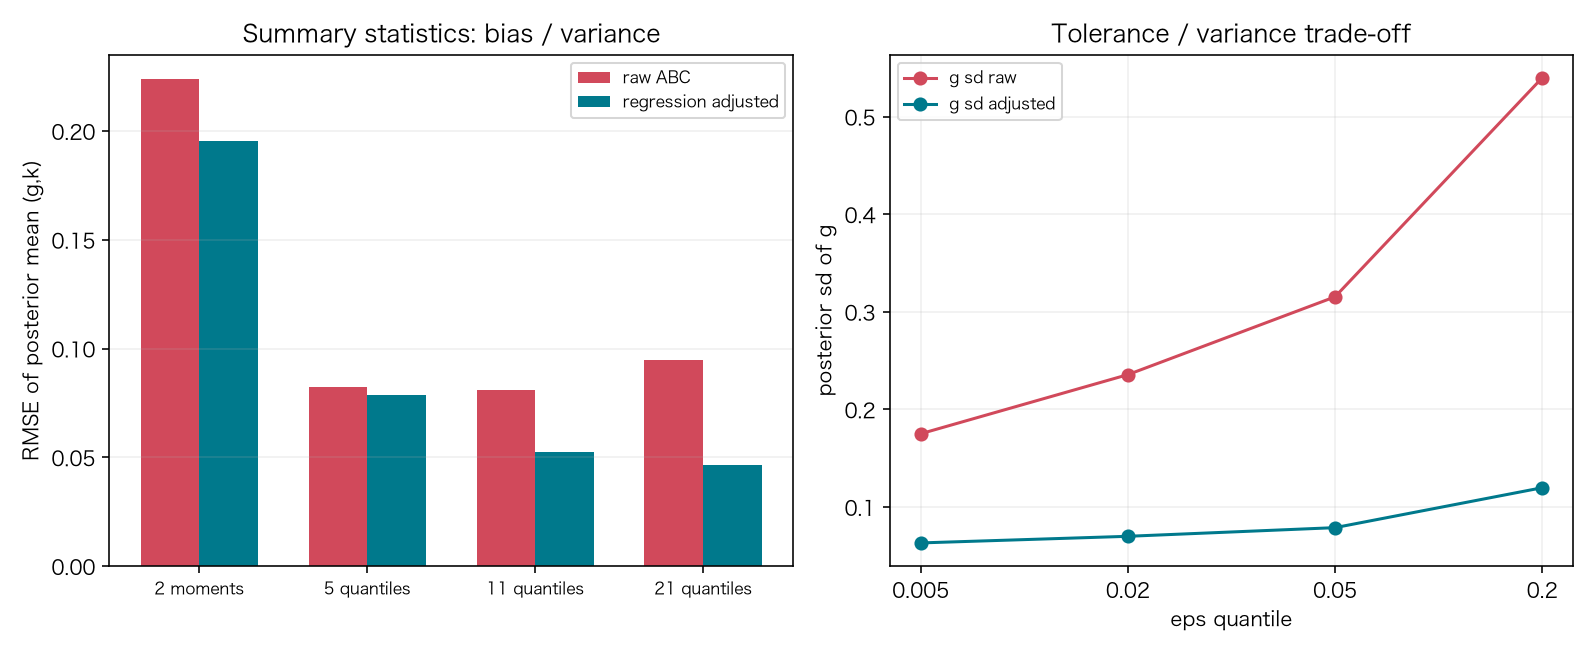 Summary statistics: bias / variance
raw ABC
regression adjusted
RMSE of posterior mean (g,k)
0.20
0.15
0.10
0.05
0.00
2 moments
5 quantiles
11 quantiles
21 quantiles
Tolerance / variance trade-off
g sd raw
g sd adjusted
posterior sd of g
0.5
0.4
0.3
0.2
0.1
0.005
0.02
0.05
0.2
eps quantile